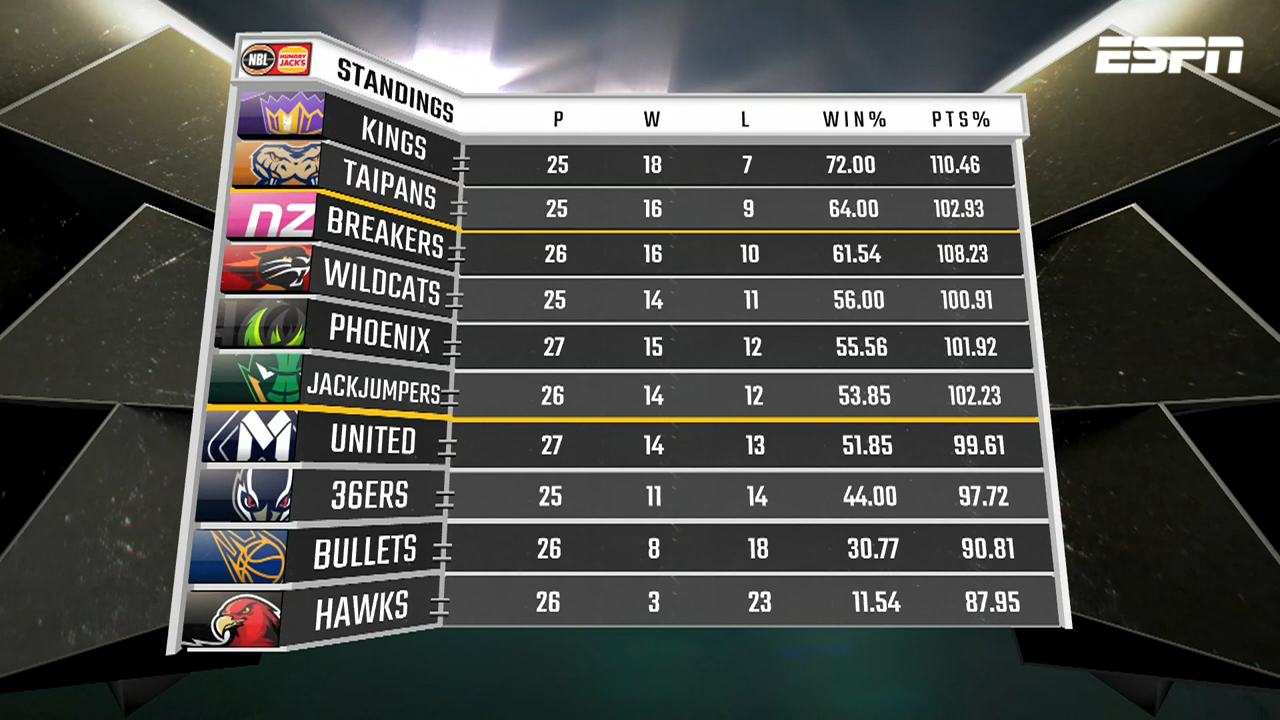 ESPN
NBL HUNGRY JACK'S
STANDINGS P W L WIN% PTS%
KINGS 25 18 7 72.00 110.46
TAIPANS 25 16 9 64.00 102.93
NZ BREAKERS 26 16 10 61.54 108.23
WILDCATS 25 14 11 56.00 100.91
PHOENIX 27 15 12 55.56 101.92
JACKJUMPERS 26 14 12 53.85 102.23
UNITED 27 14 13 51.85 99.61
36ERS 25 11 14 44.00 97.72
BULLETS 26 8 18 30.77 90.81
HAWKS 26 3 23 11.54 87.95